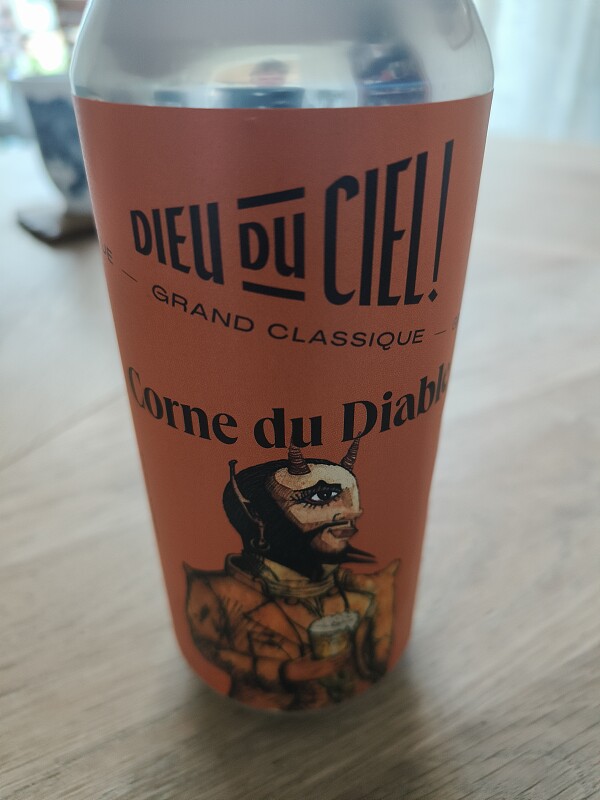 DIEU DU CIEL!
GRAND CLASSIQUE
Corne du Diable